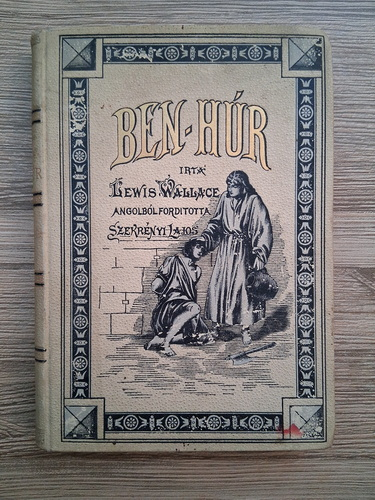 BEN-HÚR
IRTA
LEWIS WALLACE
ANGOLBÓL FORDITOTTA
SZEKRÉNYI LAJOS